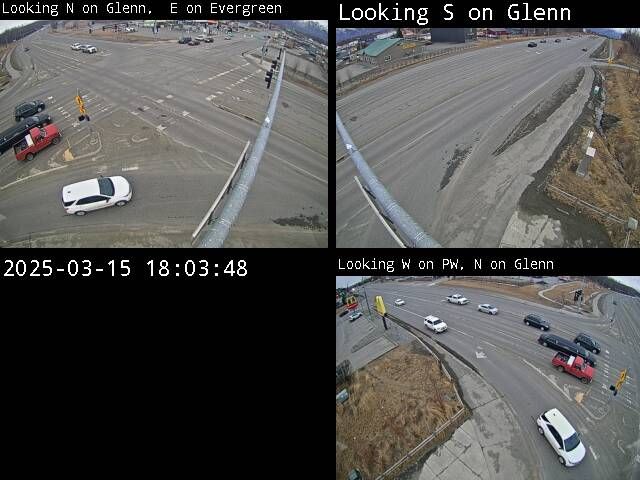 Looking N on Glenn,  E on Evergreen
Looking S on Glenn
2025-03-15 18:03:48
Looking W on PW, N on Glenn